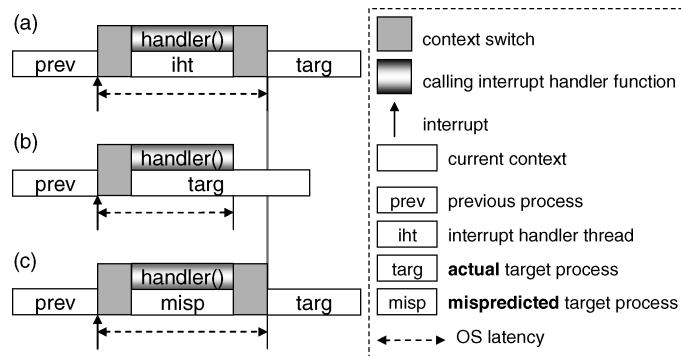 (a)
handler()
prev iht targ
(b)
handler()
prev targ
(c)
handler()
prev misp targ
context switch
calling interrupt handler function
interrupt
current context
prev previous process
iht interrupt handler thread
targ actual target process
misp mispredicted target process
OS latency